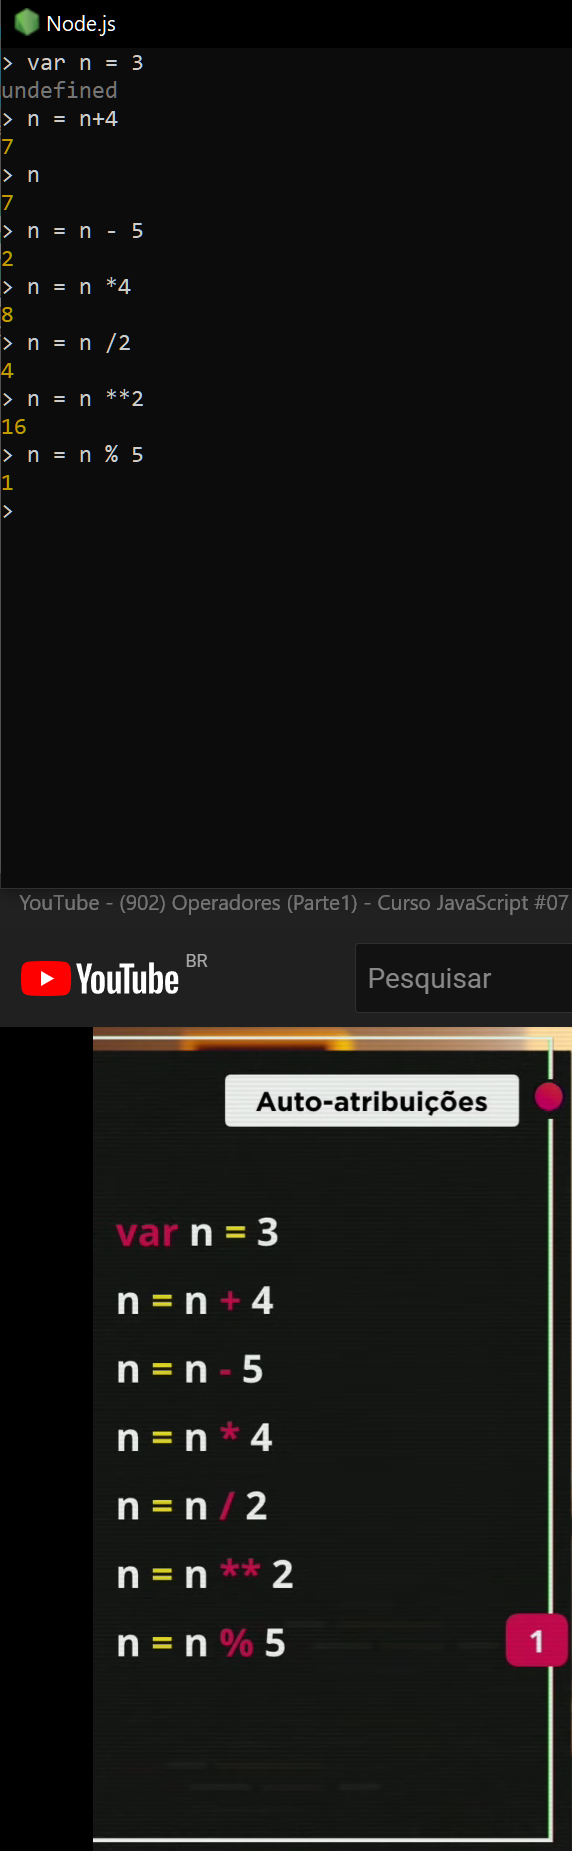 Node.js
> var n = 3
undefined
> n = n+4
7
> n
7
> n = n - 5
2
> n = n *4
8
> n = n /2
4
> n = n **2
16
> n = n % 5
1
>
YouTube - (902) Operadores (Parte1) - Curso JavaScript #07
YouTube BR
Pesquisar
Auto-atribuições
var n = 3
n = n + 4
n = n - 5
n = n * 4
n = n / 2
n = n ** 2
n = n % 5
1